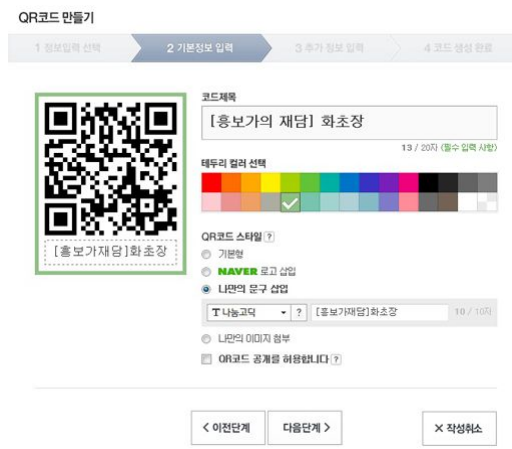 QR코드 만들기
1 정보입력 선택
2 기본정보 입력
3 추가 정보 입력
4 코드 생성 완료
코드제목
[흥보가의 재담] 화초장
13 / 20자 (필수 입력 사항)
테두리 컬러 선택
[흥보가재담]화초장
QR코드 스타일 ?
기본형
NAVER 로고 삽입
나만의 문구 삽입
T 나눔고딕 ? [흥보가재담]화초장 10 / 10자
나만의 이미지 첨부
QR코드 공개를 허용합니다 ?
< 이전단계 다음단계 > × 작성취소